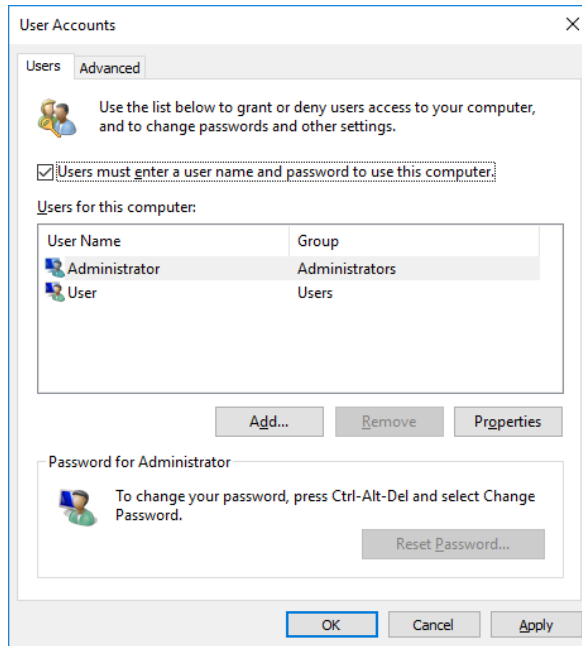 User Accounts
Users Advanced
Use the list below to grant or deny users access to your computer,
and to change passwords and other settings.
Users must enter a user name and password to use this computer.
Users for this computer:
User Name Group
Administrator Administrators
User Users
Add... Remove Properties
Password for Administrator
To change your password, press Ctrl-Alt-Del and select Change
Password.
Reset Password...
OK Cancel Apply